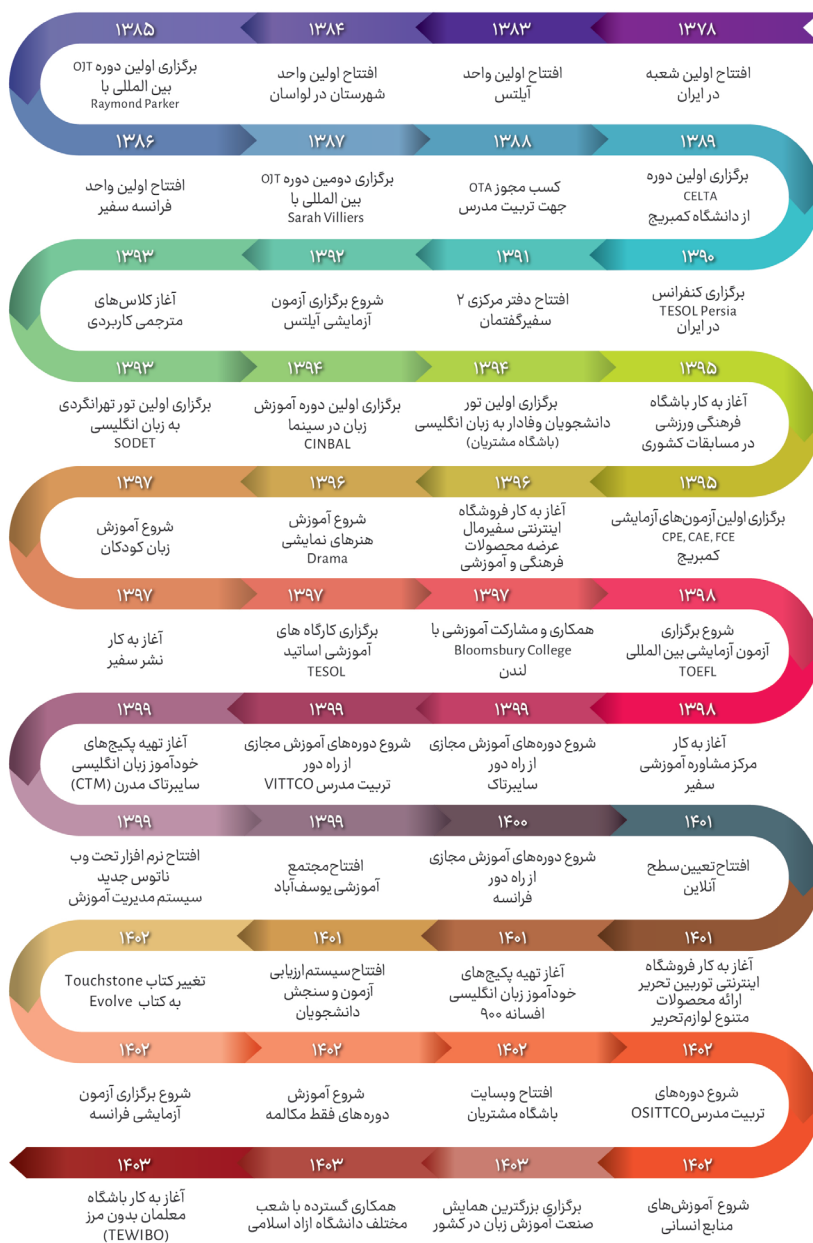 ۱۳۷۸
افتتاح اولین شعبه
در ایران
۱۳۸۳
افتتاح اولین واحد
آیلتس
۱۳۸۴
افتتاح اولین واحد
شهرستان در لواسان
۱۳۸۵
برگزاری اولین دوره OJT
بین المللی با
Raymond Parker
۱۳۸۶
افتتاح اولین واحد
فرانسه سفیر
۱۳۸۷
برگزاری دومین دوره OJT
بین المللی با
Sarah Villiers
۱۳۸۸
کسب مجوز OTA
جهت تربیت مدرس
۱۳۸۹
برگزاری اولین دوره
CELTA
از دانشگاه کمبریج
۱۳۹۰
برگزاری کنفرانس
TESOL Persia
در ایران
۱۳۹۱
افتتاح دفتر مرکزی ۲
سفیرگفتمان
۱۳۹۲
شروع برگزاری آزمون
آزمایشی آیلتس
۱۳۹۳
آغاز کلاس‌های
مترجمی کاربردی
۱۳۹۳
برگزاری اولین تور تهرانگردی
به زبان انگلیسی
SODET
۱۳۹۴
برگزاری اولین دوره آموزش
زبان در سینما
CINBAL
۱۳۹۴
برگزاری اولین تور
دانشجویان وفادار به زبان انگلیسی
(باشگاه مشتریان)
۱۳۹۵
آغاز به کار باشگاه
فرهنگی ورزشی
در مسابقات کشوری
۱۳۹۵
برگزاری اولین آزمون‌های آزمایشی
CPE, CAE, FCE
کمبریج
۱۳۹۶
آغاز به کار فروشگاه
اینترنتی سفیرمال
عرضه محصولات
فرهنگی و آموزشی
۱۳۹۶
شروع آموزش
هنرهای نمایشی
Drama
۱۳۹۷
شروع آموزش
زبان کودکان
۱۳۹۷
آغاز به کار
نشر سفیر
۱۳۹۷
برگزاری کارگاه های
آموزشی اساتید
TESOL
۱۳۹۷
همکاری و مشارکت آموزشی با
Bloomsbury College
لندن
۱۳۹۸
شروع برگزاری
آزمون آزمایشی بین المللی
TOEFL
۱۳۹۸
آغاز به کار
مرکز مشاوره آموزشی
سفیر
۱۳۹۹
شروع دوره‌های آموزش مجازی
از راه دور
سایبرتاک
۱۳۹۹
شروع دوره‌های آموزش مجازی
از راه دور
تربیت مدرس VITTCO
۱۳۹۹
آغاز تهیه پکیج‌های
خودآموز زبان انگلیسی
سایبرتاک مدرن (CTM)
۱۳۹۹
افتتاح نرم افزار تحت وب
ناتوس جدید
سیستم مدیریت آموزش
۱۳۹۹
افتتاح مجتمع
آموزشی یوسف‌آباد
۱۴۰۰
شروع دوره‌های آموزش مجازی
از راه دور
فرانسه
۱۴۰۱
افتتاح تعیین سطح
آنلاین
۱۴۰۱
آغاز به کار فروشگاه
اینترنتی توربین تحریر
ارائه محصولات
متنوع لوازم‌تحریر
۱۴۰۱
آغاز تهیه پکیج‌های
خودآموز زبان انگلیسی
افسانه ۹۰۰
۱۴۰۱
افتتاح سیستم ارزیابی
آزمون و سنجش
دانشجویان
۱۴۰۲
تغییر کتاب Touchstone
به کتاب Evolve
۱۴۰۲
شروع برگزاری آزمون
آزمایشی فرانسه
۱۴۰۲
شروع آموزش
دوره‌های فقط مکالمه
۱۴۰۲
افتتاح وبسایت
باشگاه مشتریان
۱۴۰۲
شروع دوره‌های
تربیت مدرس OSITTCO
۱۴۰۲
شروع آموزش‌های
منابع انسانی
۱۴۰۳
برگزاری بزرگترین همایش
صنعت آموزش زبان در کشور
۱۴۰۳
همکاری گسترده با شعب
مختلف دانشگاه ازاد اسلامی
۱۴۰۳
آغاز به کار باشگاه
معلمان بدون مرز
(TEWIBO)